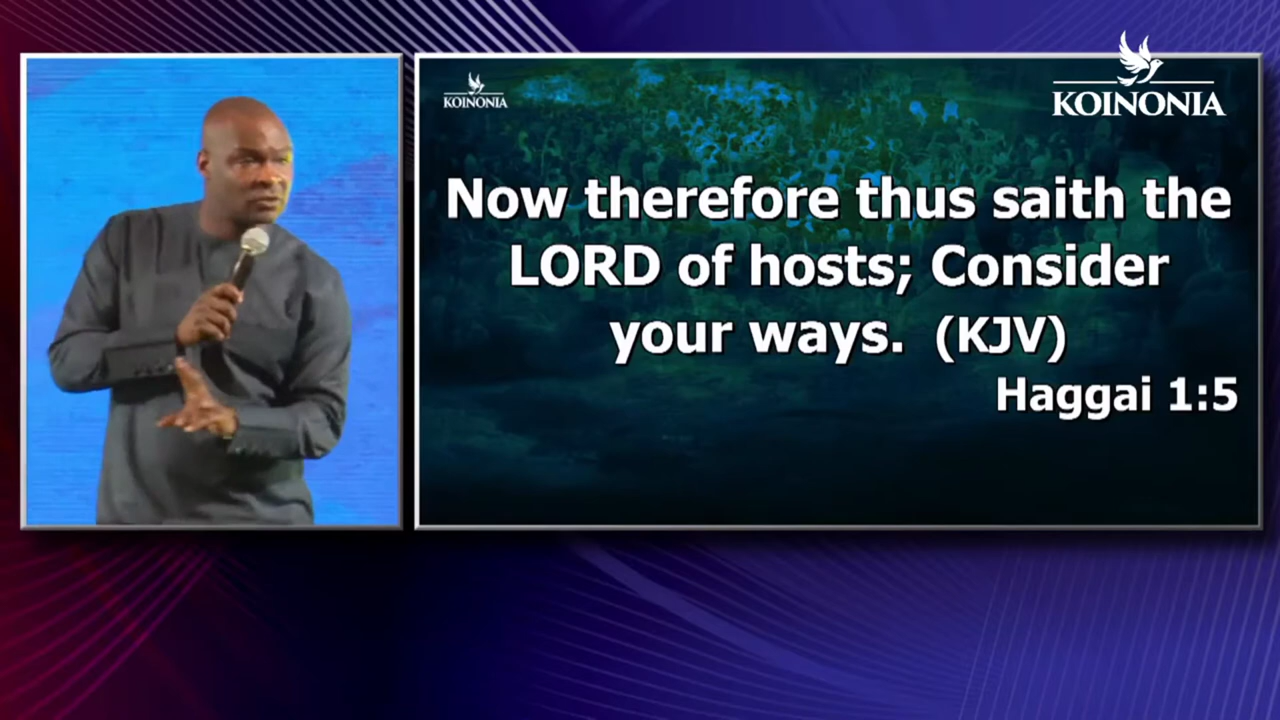 KOINONIA
KOINONIA
Now therefore thus saith the
LORD of hosts; Consider
your ways. (KJV)
Haggai 1:5